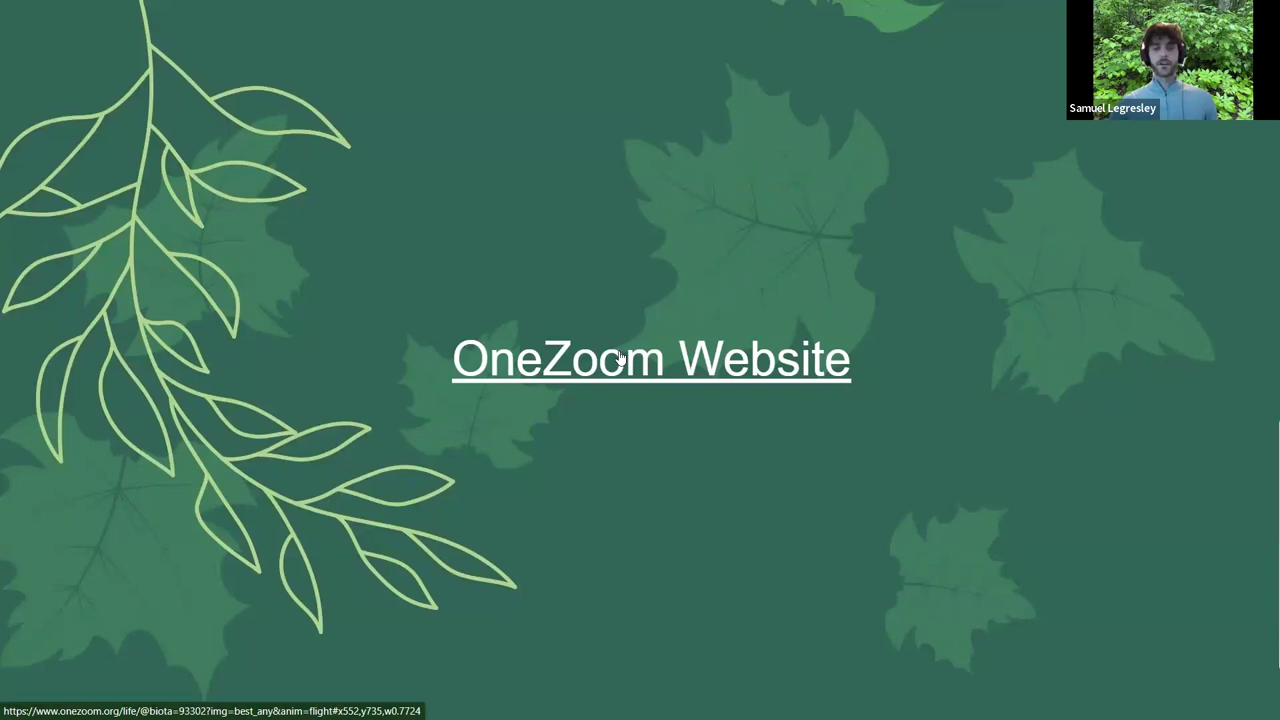 Samuel Legresley
OneZoom Website
https://www.onezoom.org/life/@biota=93302?img=best_any&anim=flight#x552,y735,w0.7724